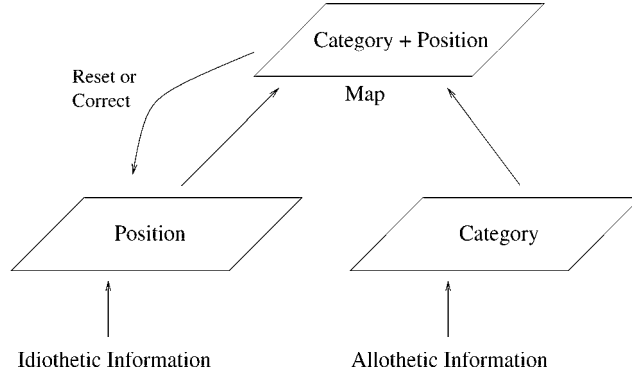 Category + Position
Reset or
Correct
Map
Position
Category
Idiothetic Information
Allothetic Information